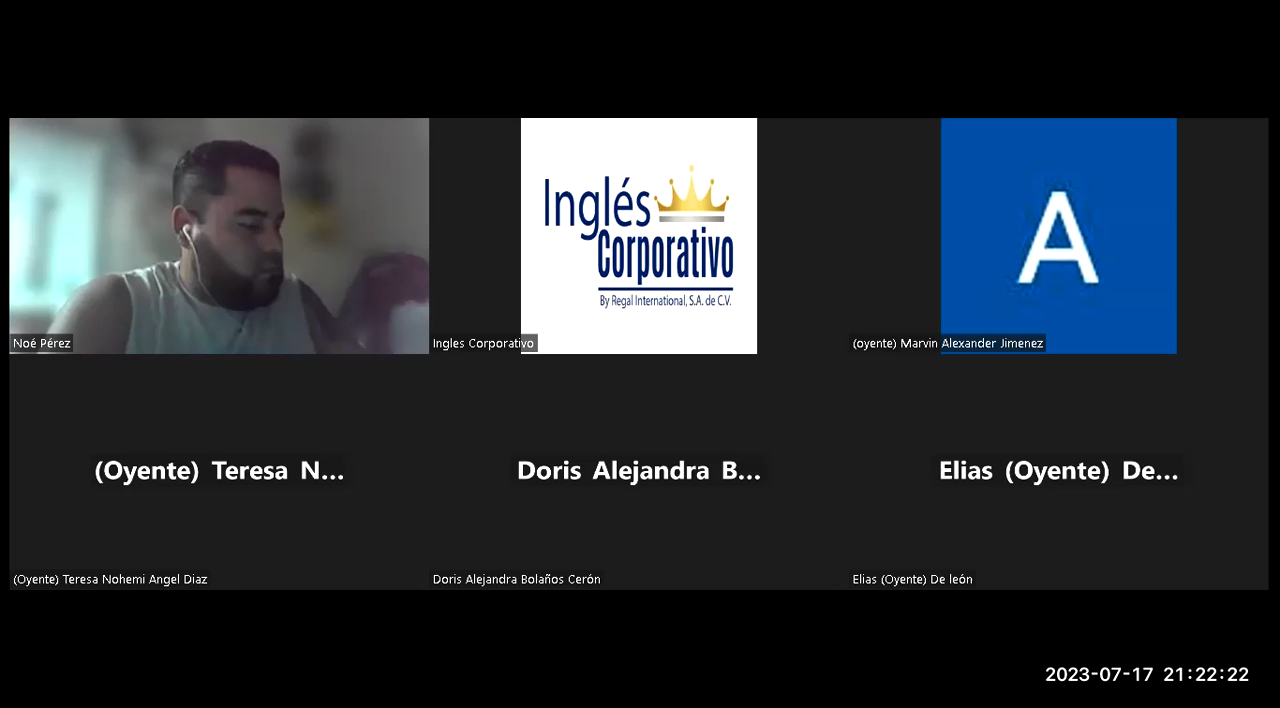 Inglés
Corporativo
By Regal International, S.A. de C.V.
A
Noé Pérez
Ingles Corporativo
(oyente) Marvin Alexander Jimenez
(Oyente) Teresa N...
Doris Alejandra B...
Elias (Oyente) De...
(Oyente) Teresa Nohemi Angel Diaz
Doris Alejandra Bolaños Cerón
Elias (Oyente) De león
2023-07-17 21:22:22